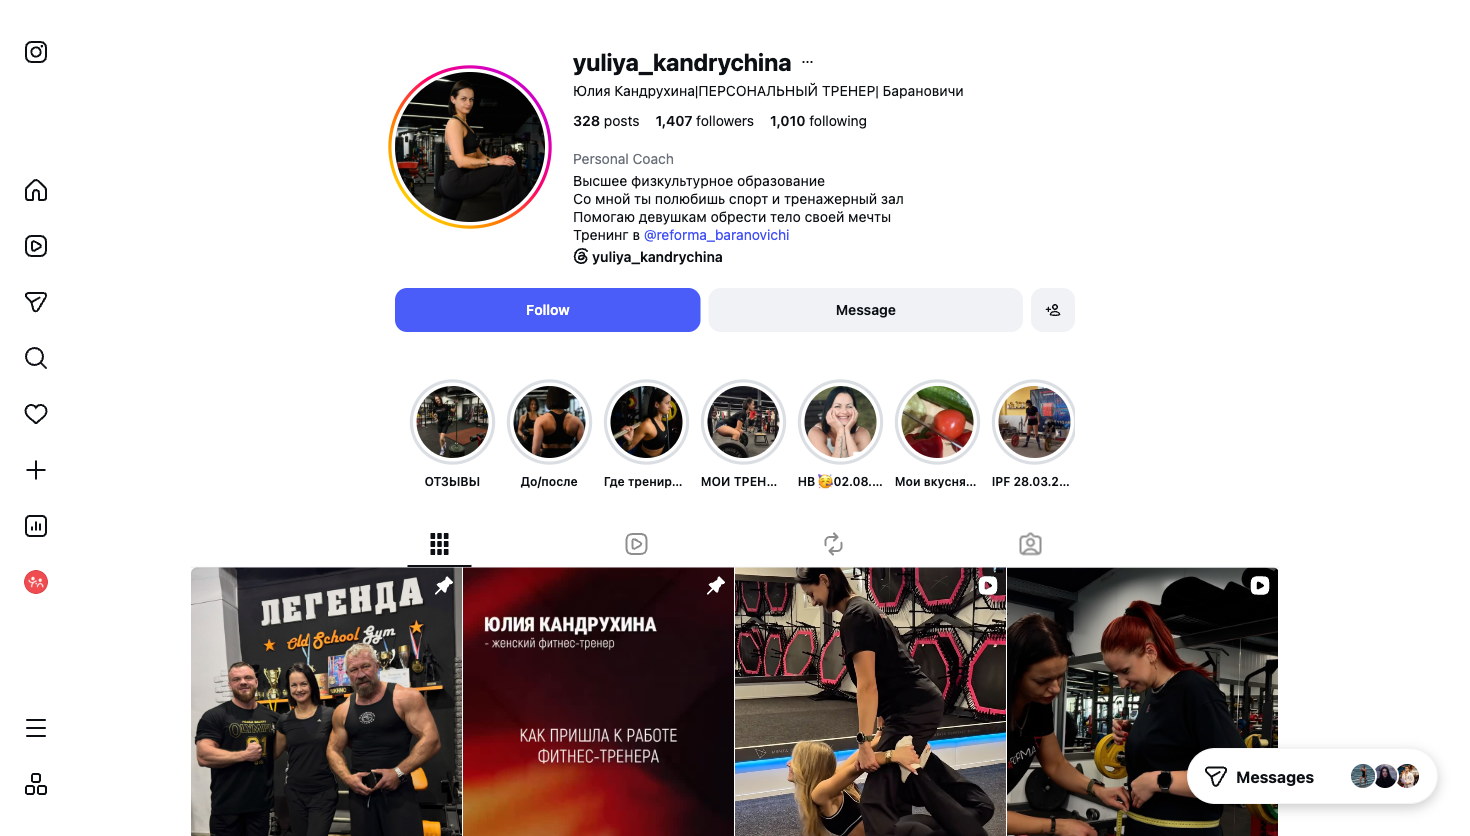 yuliya_kandrychina ...
Юлия Кандрухина|ПЕРСОНАЛЬНЫЙ ТРЕНЕР| Барановичи
328 posts 1,407 followers 1,010 following
Personal Coach
Высшее физкультурное образование
Со мной ты полюбишь спорт и тренажерный зал
Помогаю девушкам обрести тело своей мечты
Тренинг в @reforma_baranovichi
yuliya_kandrychina
Follow Message
ОТЗЫВЫ До/после Где тренир... МОИ ТРЕН... НВ 🥳02.08.... Мои вкусня... IPF 28.03.2...
ЛЕГЕНДА
Old School Gym
ЮЛИЯ КАНДРУХИНА
- женский фитнес-тренер
КАК ПРИШЛА К РАБОТЕ
ФИТНЕС-ТРЕНЕРА
Messages